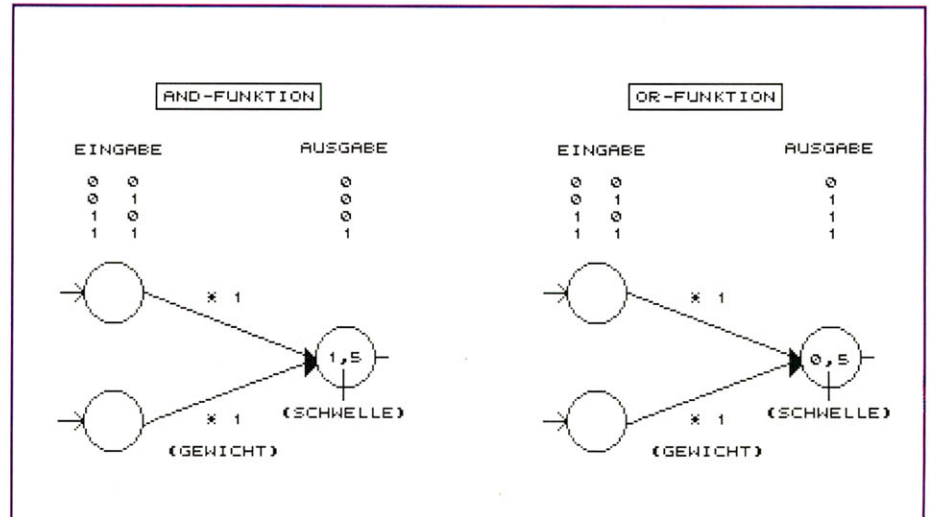 AND-FUNKTION
EINGABE AUSGABE
0 0 0
0 1 0
1 0 0
1 1 1
* 1
1,5
(SCHWELLE)
* 1
(GEWICHT)
OR-FUNKTION
EINGABE AUSGABE
0 0 0
0 1 1
1 0 1
1 1 1
* 1
0,5
(SCHWELLE)
* 1
(GEWICHT)